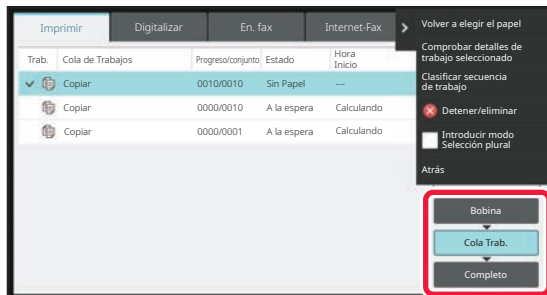 Imprimir
Digitalizar
En. fax
Internet-Fax
Volver a elegir el papel
Comprobar detalles de
trabajo seleccionado
Clasificar secuencia
de trabajo
Detener/eliminar
Introducir modo
Selección plural
Atrás
Trab. Cola de Trabajos Progreso/conjunto Estado Hora
Inicio
Copiar 0010/0010 Sin Papel ---
Copiar 0000/0010 A la espera Calculando
Copiar 0000/0001 A la espera Calculando
Bobina
Cola Trab.
Completo